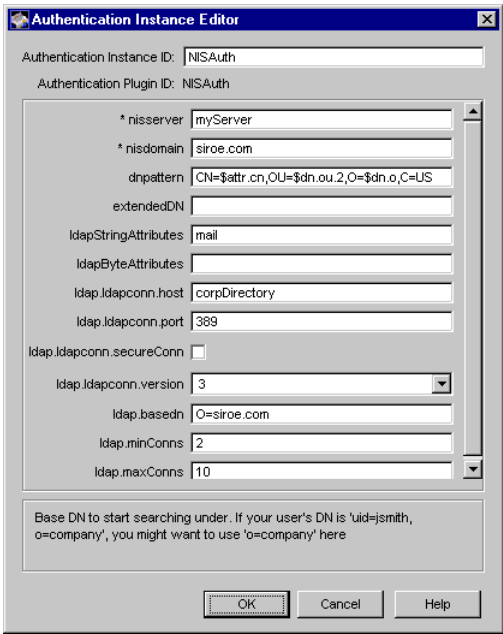 Authentication Instance Editor
Authentication Instance ID: NISAuth
Authentication Plugin ID: NISAuth
* nisserver myServer
* nisdomain siroe.com
dnpattern CN=$attr.cn,OU=$dn.ou.2,O=$dn.o,C=US
extendedDN
ldapStringAttributes mail
ldapByteAttributes
ldap.ldapconn.host corpDirectory
ldap.ldapconn.port 389
ldap.ldapconn.secureConn
ldap.ldapconn.version 3
ldap.basedn O=siroe.com
ldap.minConns 2
ldap.maxConns 10
Base DN to start searching under. If your user's DN is 'uid=jsmith,
o=company', you might want to use 'o=company' here
OK Cancel Help